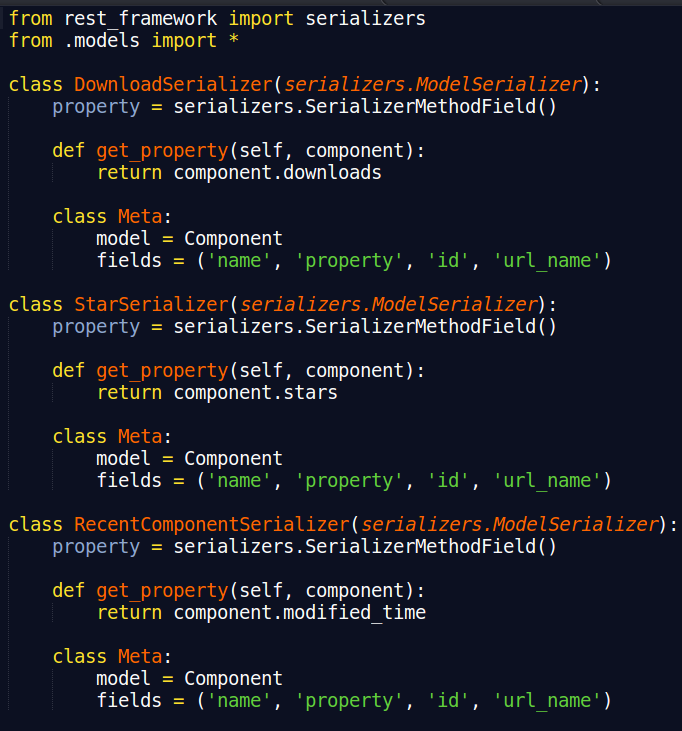 from rest_framework import serializers
from .models import *
class DownloadSerializer(serializers.ModelSerializer):
    property = serializers.SerializerMethodField()
    def get_property(self, component):
        return component.downloads
    class Meta:
        model = Component
        fields = ('name', 'property', 'id', 'url_name')
class StarSerializer(serializers.ModelSerializer):
    property = serializers.SerializerMethodField()
    def get_property(self, component):
        return component.stars
    class Meta:
        model = Component
        fields = ('name', 'property', 'id', 'url_name')
class RecentComponentSerializer(serializers.ModelSerializer):
    property = serializers.SerializerMethodField()
    def get_property(self, component):
        return component.modified_time
    class Meta:
        model = Component
        fields = ('name', 'property', 'id', 'url_name')